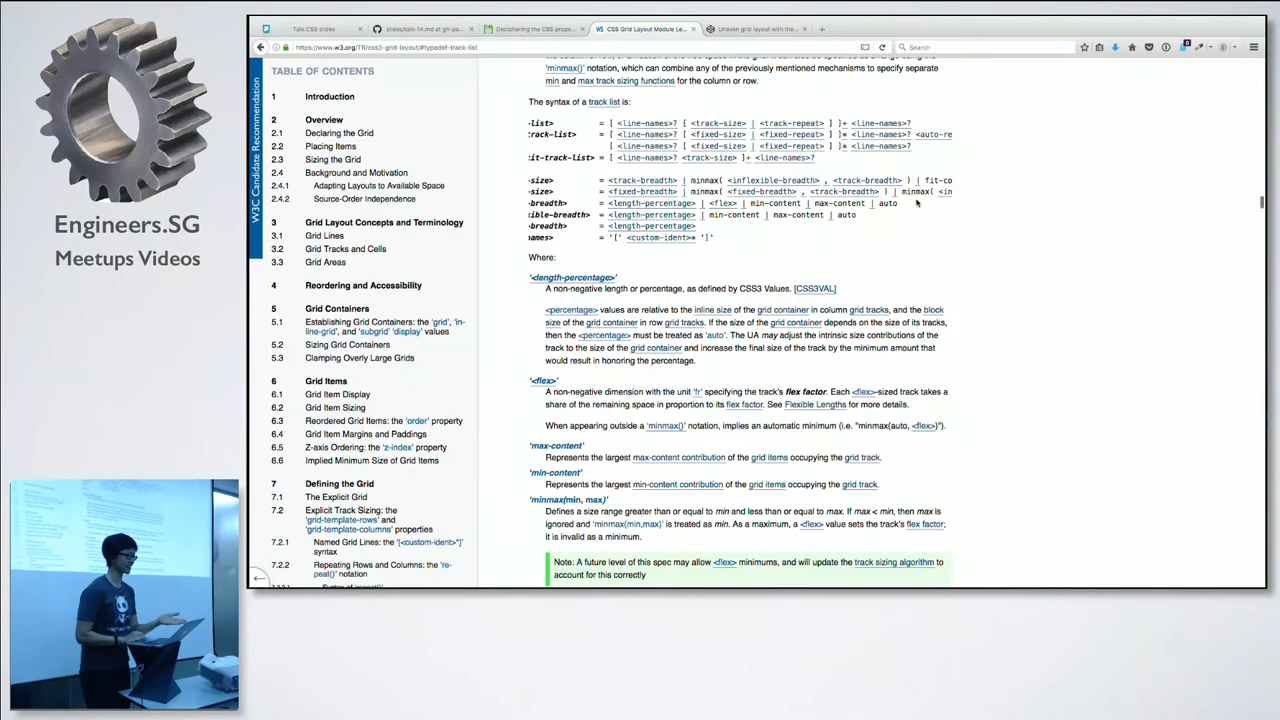 Talk.CSS slides
slides/talk-14.md at gh-pa...
Deciphering the CSS prope...
CSS Grid Layout Module Le...
Uneven grid layout with the...
https://www.w3.org/TR/css3-grid-layout/#typedef-track-list
Search
Engineers.SG
Meetups Videos
W3C Candidate Recommendation
TABLE OF CONTENTS
1 Introduction
2 Overview
2.1 Declaring the Grid
2.2 Placing Items
2.3 Sizing the Grid
2.4 Background and Motivation
2.4.1 Adapting Layouts to Available Space
2.4.2 Source-Order Independence
3 Grid Layout Concepts and Terminology
3.1 Grid Lines
3.2 Grid Tracks and Cells
3.3 Grid Areas
4 Reordering and Accessibility
5 Grid Containers
5.1 Establishing Grid Containers: the 'grid', 'in-
line-grid', and 'subgrid' 'display' values
5.2 Sizing Grid Containers
5.3 Clamping Overly Large Grids
6 Grid Items
6.1 Grid Item Display
6.2 Grid Item Sizing
6.3 Reordered Grid Items: the 'order' property
6.4 Grid Item Margins and Paddings
6.5 Z-axis Ordering: the 'z-index' property
6.6 Implied Minimum Size of Grid Items
7 Defining the Grid
7.1 The Explicit Grid
7.2 Explicit Track Sizing: the
'grid-template-rows' and
'grid-template-columns' properties
7.2.1 Named Grid Lines: the '[<custom-ident>*]'
syntax
7.2.2 Repeating Rows and Columns: the 're-
peat()' notation
'minmax()' notation, which can combine any of the previously mentioned mechanisms to specify separate
min and max track sizing functions for the column or row.
The syntax of a track list is:
-list> = [ <line-names>? [ <track-size> | <track-repeat> ] ]+ <line-names>?
track-list> = [ <line-names>? [ <fixed-size> | <fixed-repeat> ] ]* <line-names>? <auto-re
[ <line-names>? [ <fixed-size> | <fixed-repeat> ] ]* <line-names>?
:it-track-list> = [ <line-names>? <track-size> ]+ <line-names>?
-size> = <track-breadth> | minmax( <inflexible-breadth> , <track-breadth> ) | fit-co
-size> = <fixed-breadth> | minmax( <fixed-breadth> , <track-breadth> ) | minmax( <in
-breadth> = <length-percentage> | <flex> | min-content | max-content | auto
:ible-breadth> = <length-percentage> | min-content | max-content | auto
-breadth> = <length-percentage>
names> = '[' <custom-ident>* ']'
Where:
'<length-percentage>'
A non-negative length or percentage, as defined by CSS3 Values. [CSS3VAL]
<percentage> values are relative to the inline size of the grid container in column grid tracks, and the block
size of the grid container in row grid tracks. If the size of the grid container depends on the size of its tracks,
then the <percentage> must be treated as 'auto'. The UA may adjust the intrinsic size contributions of the
track to the size of the grid container and increase the final size of the track by the minimum amount that
would result in honoring the percentage.
'<flex>'
A non-negative dimension with the unit 'fr' specifying the track's flex factor. Each <flex>-sized track takes a
share of the remaining space in proportion to its flex factor. See Flexible Lengths for more details.
When appearing outside a 'minmax()' notation, implies an automatic minimum (i.e. "minmax(auto, <flex>)").
'max-content'
Represents the largest max-content contribution of the grid items occupying the grid track.
'min-content'
Represents the largest min-content contribution of the grid items occupying the grid track.
'minmax(min, max)'
Defines a size range greater than or equal to min and less than or equal to max. If max < min, then max is
ignored and 'minmax(min,max)' is treated as min. As a maximum, a <flex> value sets the track's flex factor;
it is invalid as a minimum.
Note: A future level of this spec may allow <flex> minimums, and will update the track sizing algorithm to
account for this correctly